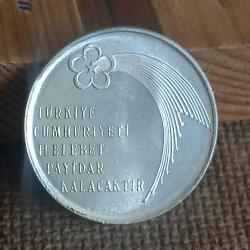 TÜRKİYE
CUMHURİYETİ
İLELEBET
PAYİDAR
KALACAKTIR